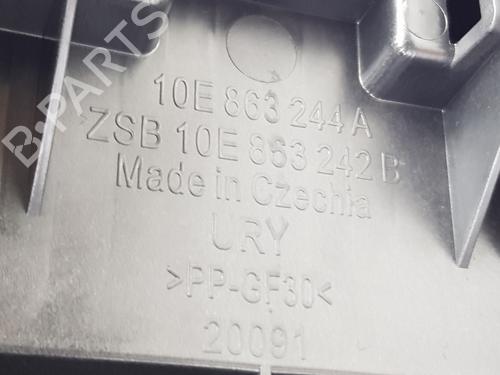 B-PARTS
10E 863 244 A
ZSB 10E 863 242 B
Made in Czechia
URY
>PP-GF30<
20091